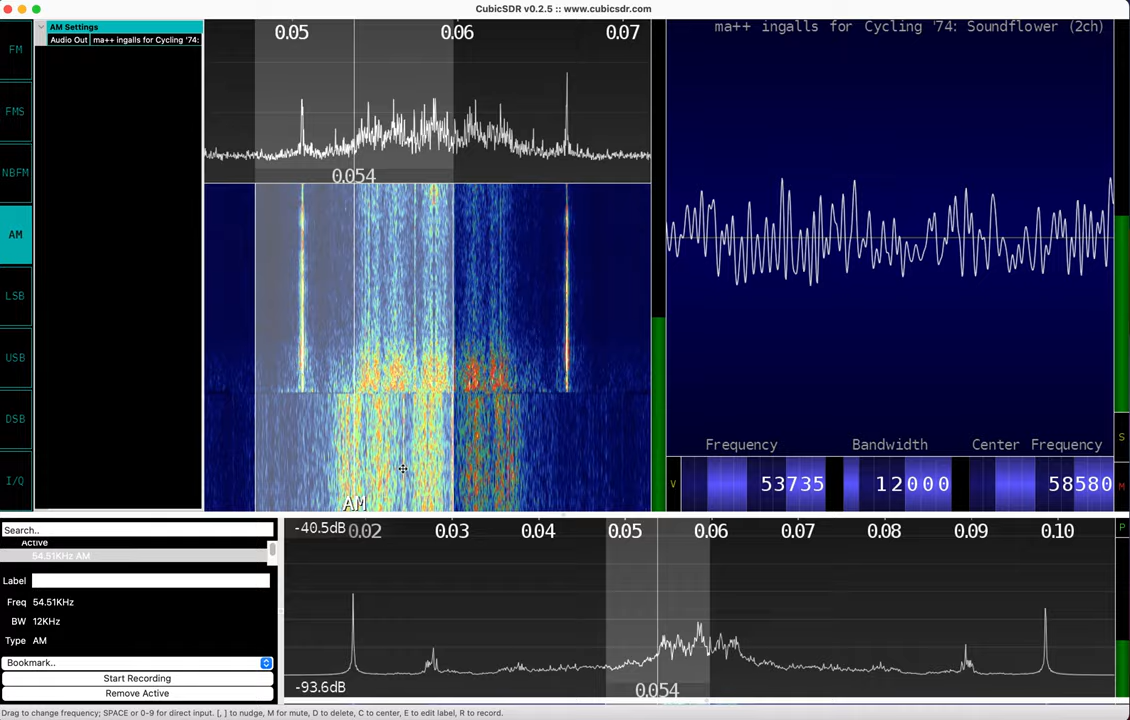 CubicSDR v0.2.5 :: www.cubicsdr.com
FM
FMS
NBFM
AM
LSB
USB
DSB
I/Q
AM Settings
Audio Out ma++ ingalls for Cycling '74:
0.05 0.06 0.07
0.054
AM
ma++ ingalls for Cycling '74: Soundflower (2ch)
Frequency Bandwidth Center Frequency
V 53735 12000 58580
S
M
P
Search..
Active
54.51KHz AM
Label
Freq 54.51KHz
BW 12KHz
Type AM
Bookmark..
Start Recording
Remove Active
-40.5dB 0.02 0.03 0.04 0.05 0.06 0.07 0.08 0.09 0.10
-93.6dB 0.054
Drag to change frequency; SPACE or 0-9 for direct input. [, ] to nudge, M for mute, D to delete, C to center, E to edit label, R to record.